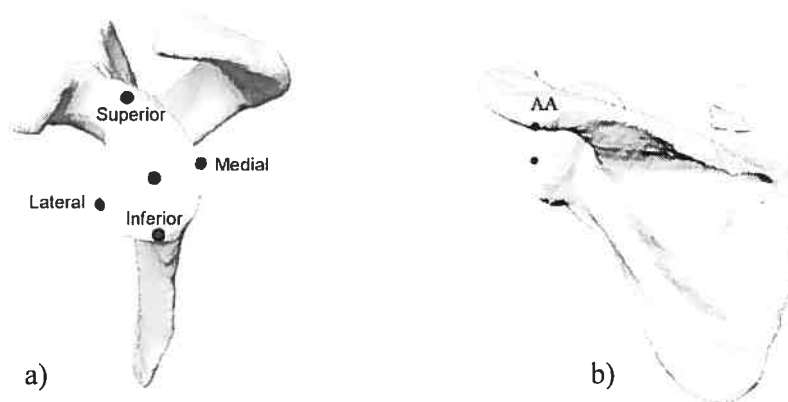 Superior
Medial
Lateral
Inferior
a)
AA
b)